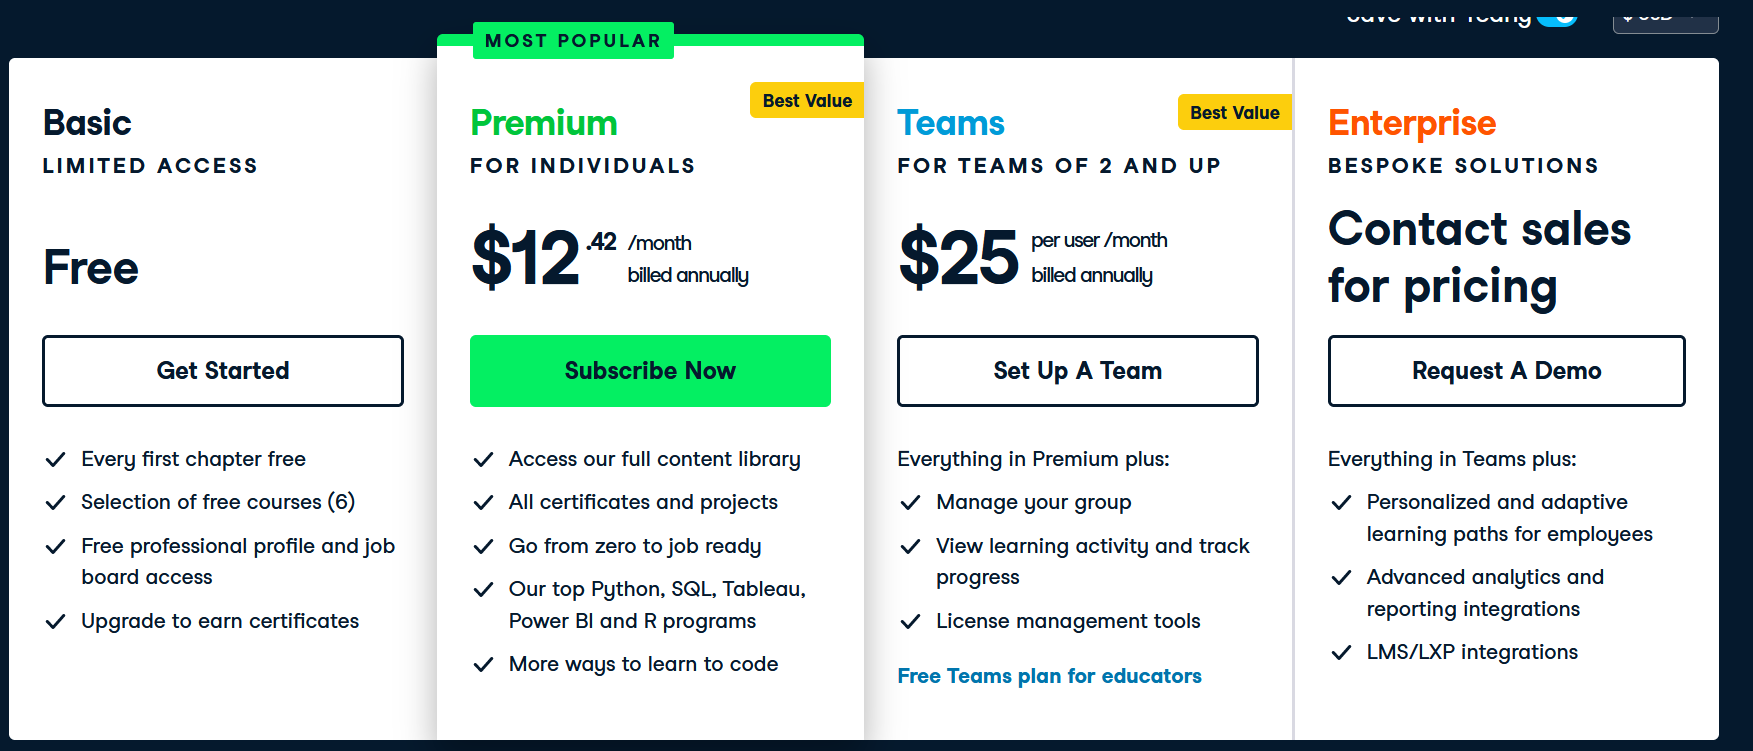 Save with Yearly
$ USD
MOST POPULAR
Basic
LIMITED ACCESS
Free
Get Started
Every first chapter free
Selection of free courses (6)
Free professional profile and job
board access
Upgrade to earn certificates
Best Value
Premium
FOR INDIVIDUALS
$12.42 /month
billed annually
Subscribe Now
Access our full content library
All certificates and projects
Go from zero to job ready
Our top Python, SQL, Tableau,
Power BI and R programs
More ways to learn to code
Best Value
Teams
FOR TEAMS OF 2 AND UP
$25 per user /month
billed annually
Set Up A Team
Everything in Premium plus:
Manage your group
View learning activity and track
progress
License management tools
Free Teams plan for educators
Enterprise
BESPOKE SOLUTIONS
Contact sales
for pricing
Request A Demo
Everything in Teams plus:
Personalized and adaptive
learning paths for employees
Advanced analytics and
reporting integrations
LMS/LXP integrations